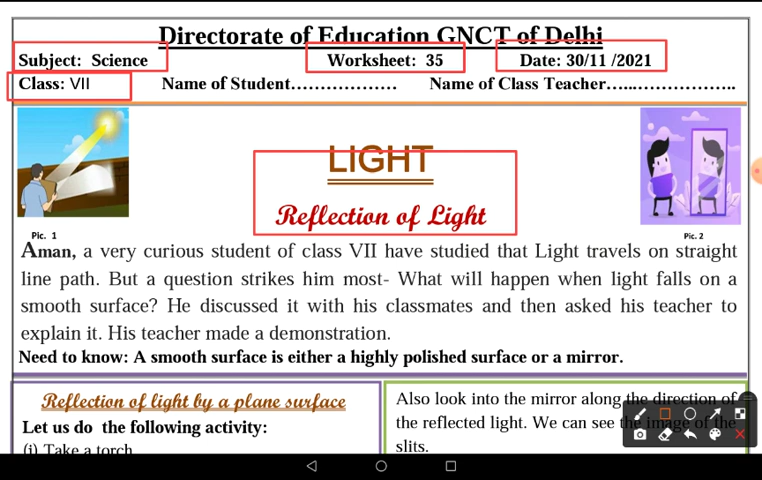 Directorate of Education GNCT of Delhi
Subject: Science Worksheet: 35 Date: 30/11 /2021
Class: VII Name of Student……………… Name of Class Teacher…...……………..
LIGHT
Reflection of Light
Pic. 1
Pic. 2
Aman, a very curious student of class VII have studied that Light travels on straight
line path. But a question strikes him most- What will happen when light falls on a
smooth surface? He discussed it with his classmates and then asked his teacher to
explain it. His teacher made a demonstration.
Need to know: A smooth surface is either a highly polished surface or a mirror.
Reflection of light by a plane surface
Let us do the following activity:
(i) Take a torch
Also look into the mirror along the direction of
the reflected light. We can see the image of the
slits.